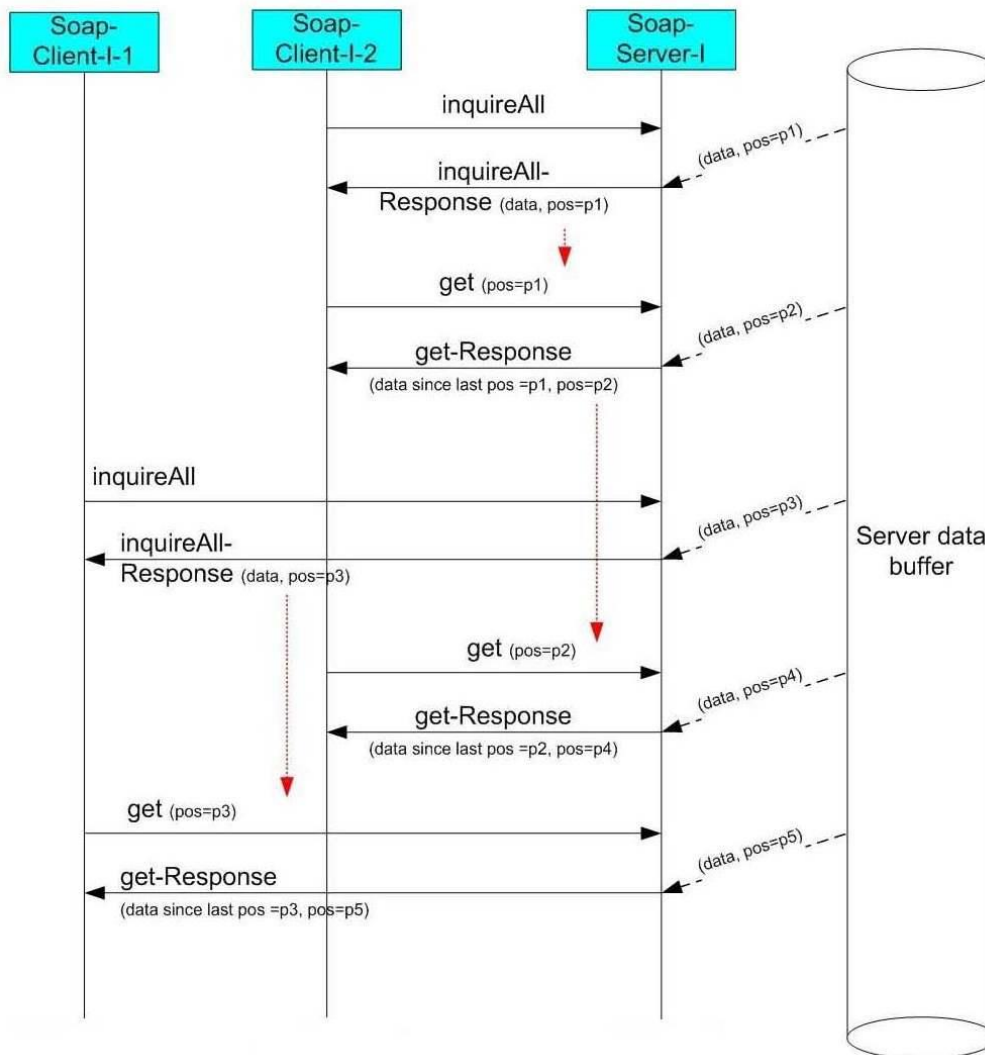 Soap-
Client-I-1
Soap-
Client-I-2
Soap-
Server-I
inquireAll
(data, pos=p1)
inquireAll-
Response (data, pos=p1)
get (pos=p1)
(data, pos=p2)
get-Response
(data since last pos =p1, pos=p2)
inquireAll
(data, pos=p3)
inquireAll-
Response (data, pos=p3)
Server data
buffer
get (pos=p2)
(data, pos=p4)
get-Response
(data since last pos =p2, pos=p4)
get (pos=p3)
(data, pos=p5)
get-Response
(data since last pos =p3, pos=p5)